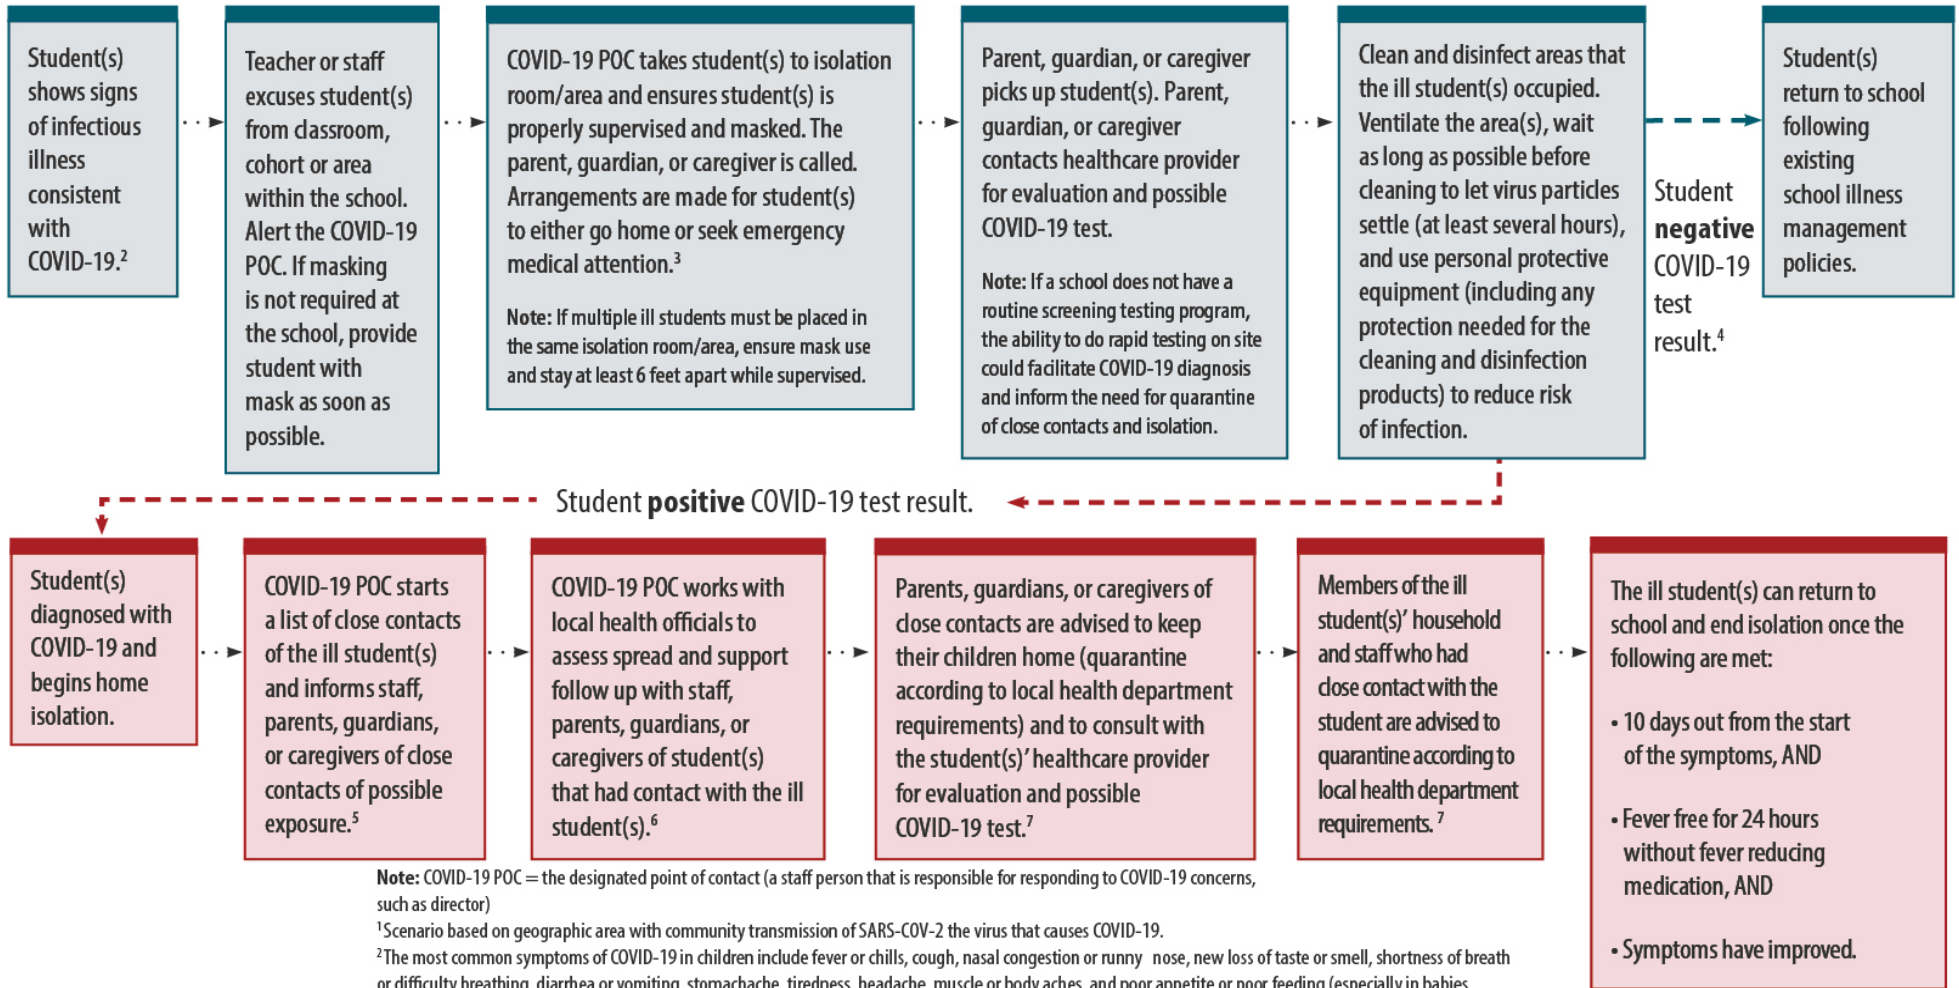 Student(s)
shows signs
of infectious
illness
consistent
with
COVID-19.²
Teacher or staff
excuses student(s)
from classroom,
cohort or area
within the school.
Alert the COVID-19
POC. If masking
is not required at
the school, provide
student with
mask as soon as
possible.
COVID-19 POC takes student(s) to isolation
room/area and ensures student(s) is
properly supervised and masked. The
parent, guardian, or caregiver is called.
Arrangements are made for student(s)
to either go home or seek emergency
medical attention.³
Note: If multiple ill students must be placed in
the same isolation room/area, ensure mask use
and stay at least 6 feet apart while supervised.
Parent, guardian, or caregiver
picks up student(s). Parent,
guardian, or caregiver
contacts healthcare provider
for evaluation and possible
COVID-19 test.
Note: If a school does not have a
routine screening testing program,
the ability to do rapid testing on site
could facilitate COVID-19 diagnosis
and inform the need for quarantine
of close contacts and isolation.
Clean and disinfect areas that
the ill student(s) occupied.
Ventilate the area(s), wait
as long as possible before
cleaning to let virus particles
settle (at least several hours),
and use personal protective
equipment (including any
protection needed for the
cleaning and disinfection
products) to reduce risk
of infection.
Student
negative
COVID-19
test
result.⁴
Student(s)
return to school
following
existing
school illness
management
policies.
Student positive COVID-19 test result.
Student(s)
diagnosed with
COVID-19 and
begins home
isolation.
COVID-19 POC starts
a list of close contacts
of the ill student(s)
and informs staff,
parents, guardians,
or caregivers of close
contacts of possible
exposure.⁵
COVID-19 POC works with
local health officials to
assess spread and support
follow up with staff,
parents, guardians, or
caregivers of student(s)
that had contact with the ill
student(s).⁶
Parents, guardians, or caregivers of
close contacts are advised to keep
their children home (quarantine
according to local health department
requirements) and to consult with
the student(s)’ healthcare provider
for evaluation and possible
COVID-19 test.⁷
Members of the ill
student(s)’ household
and staff who had
close contact with the
student are advised to
quarantine according to
local health department
requirements. ⁷
The ill student(s) can return to
school and end isolation once the
following are met:
• 10 days out from the start
of the symptoms, AND
• Fever free for 24 hours
without fever reducing
medication, AND
• Symptoms have improved.
Note: COVID-19 POC = the designated point of contact (a staff person that is responsible for responding to COVID-19 concerns,
such as director)
¹Scenario based on geographic area with community transmission of SARS-COV-2 the virus that causes COVID-19.
²The most common symptoms of COVID-19 in children include fever or chills, cough, nasal congestion or runny nose, new loss of taste or smell, shortness of breath
or difficulty breathing, diarrhea or vomiting, stomachache, tiredness, headache, muscle or body aches, and poor appetite or poor feeding (especially in babies